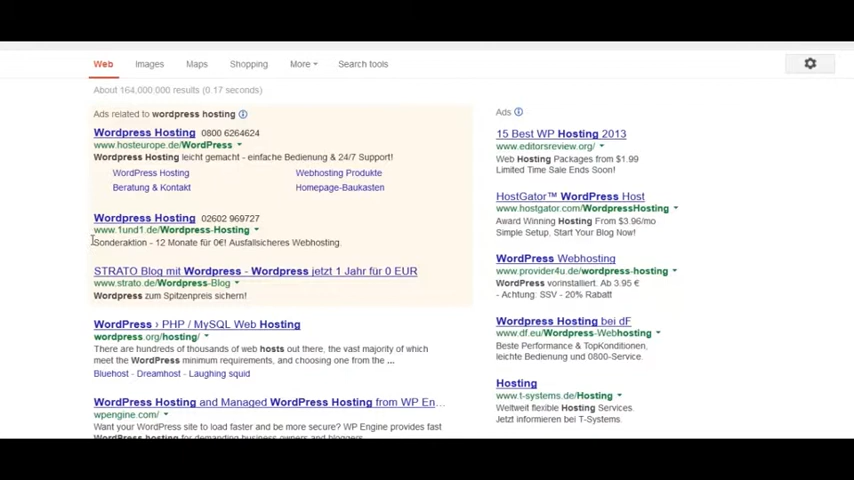 Web Images Maps Shopping More Search tools
About 164,000,000 results (0.17 seconds)
Ads related to wordpress hosting
Wordpress Hosting 0800 6264624
www.hosteurope.de/WordPress
Wordpress Hosting leicht gemacht - einfache Bedienung & 24/7 Support!
WordPress Hosting Webhosting Produkte
Beratung & Kontakt Homepage-Baukasten
Wordpress Hosting 02602 969727
www.1und1.de/Wordpress-Hosting
Sonderaktion - 12 Monate für 0€! Ausfallsicheres Webhosting.
STRATO Blog mit Wordpress - Wordpress jetzt 1 Jahr für 0 EUR
www.strato.de/Wordpress-Blog
Wordpress zum Spitzenpreis sichern!
WordPress › PHP / MySQL Web Hosting
wordpress.org/hosting/
There are hundreds of thousands of web hosts out there, the vast majority of which
meet the WordPress minimum requirements, and choosing one from the ...
Bluehost - Dreamhost - Laughing squid
WordPress Hosting and Managed WordPress Hosting from WP En...
wpengine.com/
Want your WordPress site to load faster and be more secure? WP Engine provides fast
Wordpress hosting for demanding business owners and bloggers.
Ads
15 Best WP Hosting 2013
www.editorsreview.org/
Web Hosting Packages from $1.99
Limited Time Sale Ends Soon!
HostGator™ WordPress Host
www.hostgator.com/WordpressHosting
Award Winning Hosting From $3.96/mo
Simple Setup, Start Your Blog Now!
WordPress Webhosting
www.provider4u.de/wordpress-hosting
WordPress vorinstalliert. Ab 3.95 €
- Achtung: SSV - 20% Rabatt
Wordpress Hosting bei dF
www.df.eu/Wordpress-Webhosting
Beste Performance & TopKonditionen,
leichte Bedienung und 0800-Service.
Hosting
www.t-systems.de/Hosting
Weltweit flexible Hosting Services.
Jetzt informieren bei T-Systems.